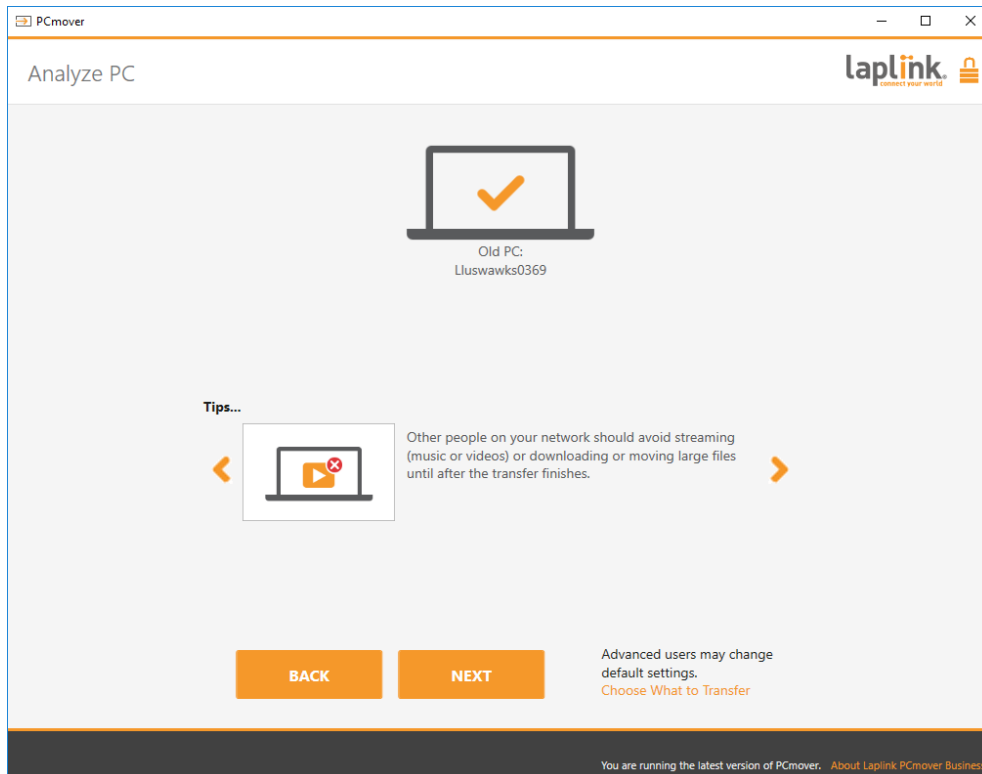 PCmover
Analyze PC
laplink.
connect your world
Old PC:
Lluswawks0369
Tips...
Other people on your network should avoid streaming
(music or videos) or downloading or moving large files
until after the transfer finishes.
BACK
NEXT
Advanced users may change
default settings.
Choose What to Transfer
You are running the latest version of PCmover. About Laplink PCmover Business